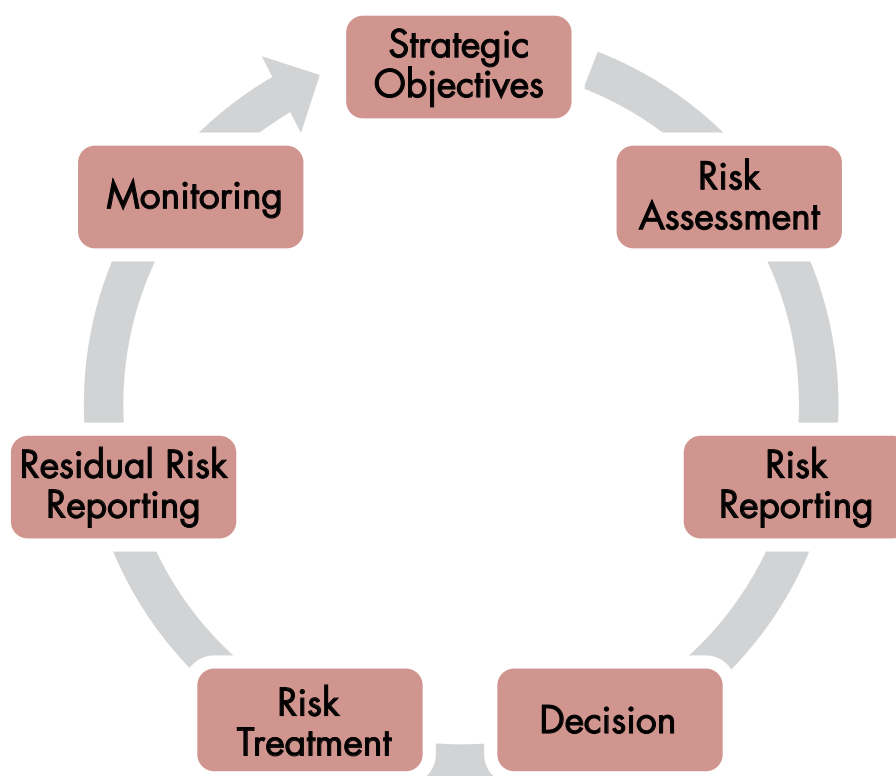 Strategic
Objectives
Risk
Assessment
Risk
Reporting
Decision
Risk
Treatment
Residual Risk
Reporting
Monitoring